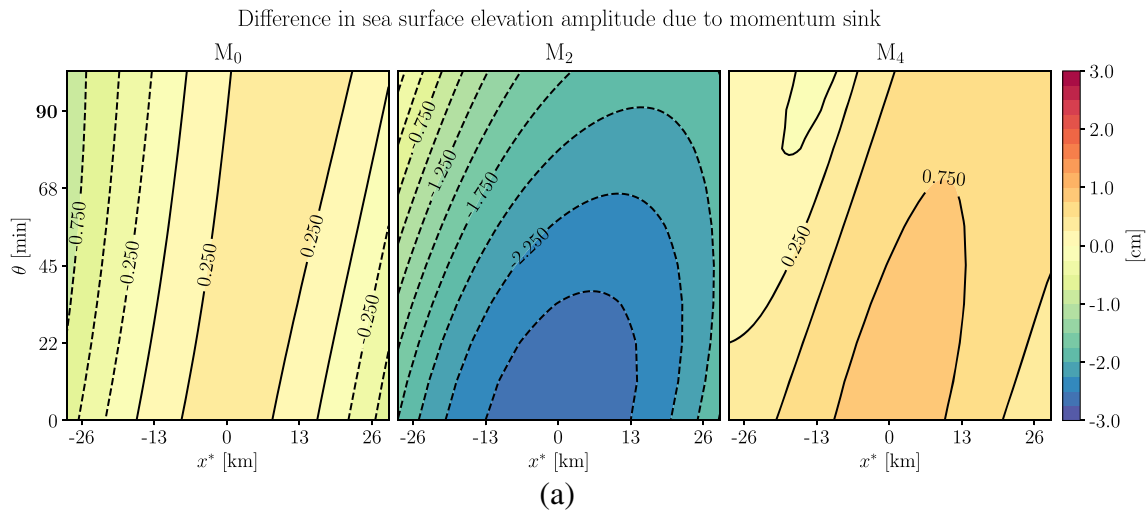 Difference in sea surface elevation amplitude due to momentum sink
M₀ M₂ M₄
θ [min]
90
68
45
22
0
-0.750
-0.250
0.250
0.250
-0.250
-0.750
-1.250
-1.750
-2.250
0.250
0.750
-26 -13 0 13 26
-26 -13 0 13 26
-26 -13 0 13 26
x* [km] x* [km] x* [km]
3.0
2.0
1.0
0.0
-1.0
-2.0
-3.0
[cm]
(a)